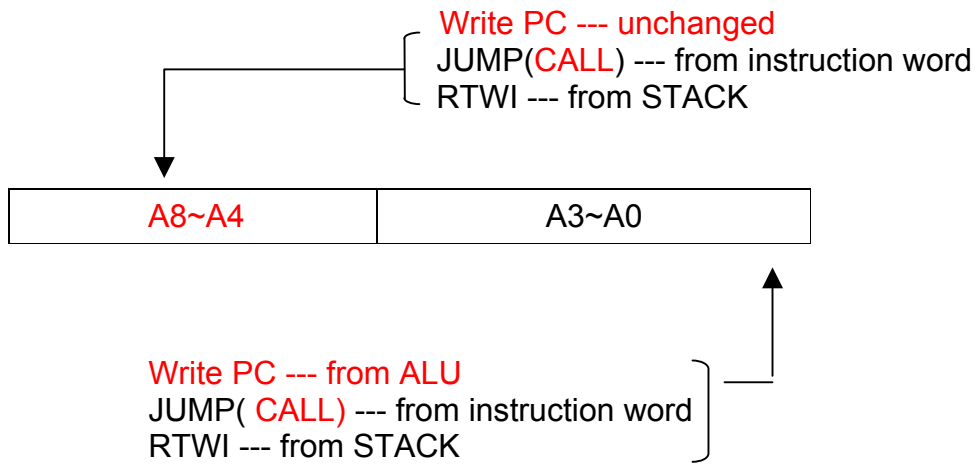 Write PC --- unchanged
JUMP(CALL) --- from instruction word
RTWI --- from STACK
A8~A4
A3~A0
Write PC --- from ALU
JUMP( CALL) --- from instruction word
RTWI --- from STACK